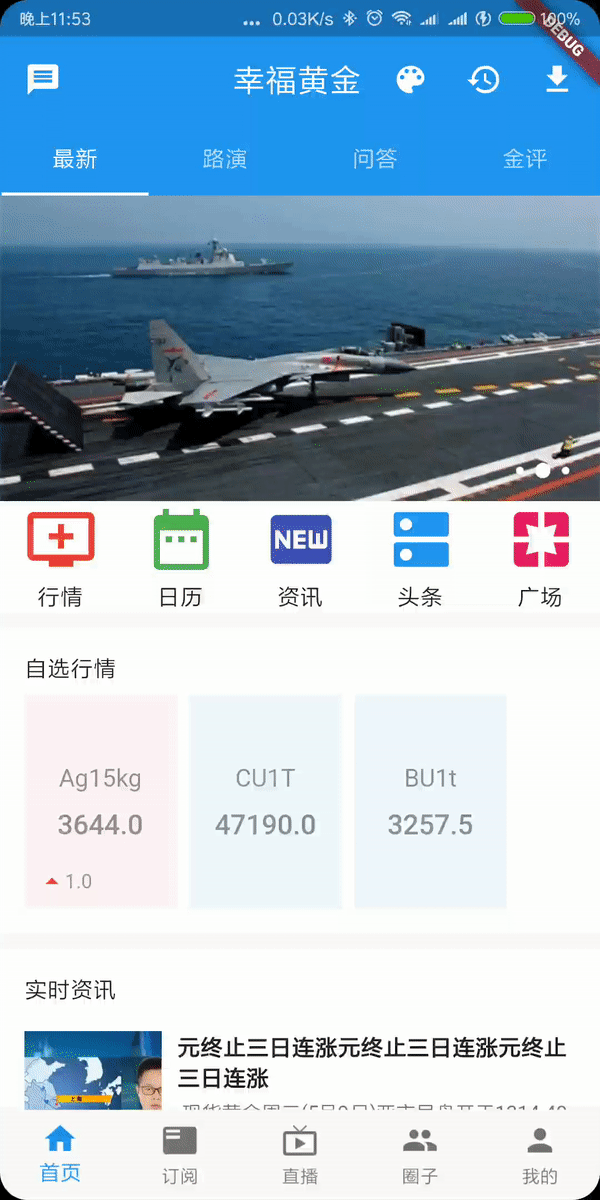 晚上11:53
... 0.03K/s
100%
DEBUG
幸福黄金
最新
路演
问答
金评
NEW
行情
日历
资讯
头条
广场
自选行情
Ag15kg
CU1T
BU1t
3644.0
47190.0
3257.5
1.0
实时资讯
元终止三日连涨元终止三日连涨元终止
三日连涨
首页
订阅
直播
圈子
我的